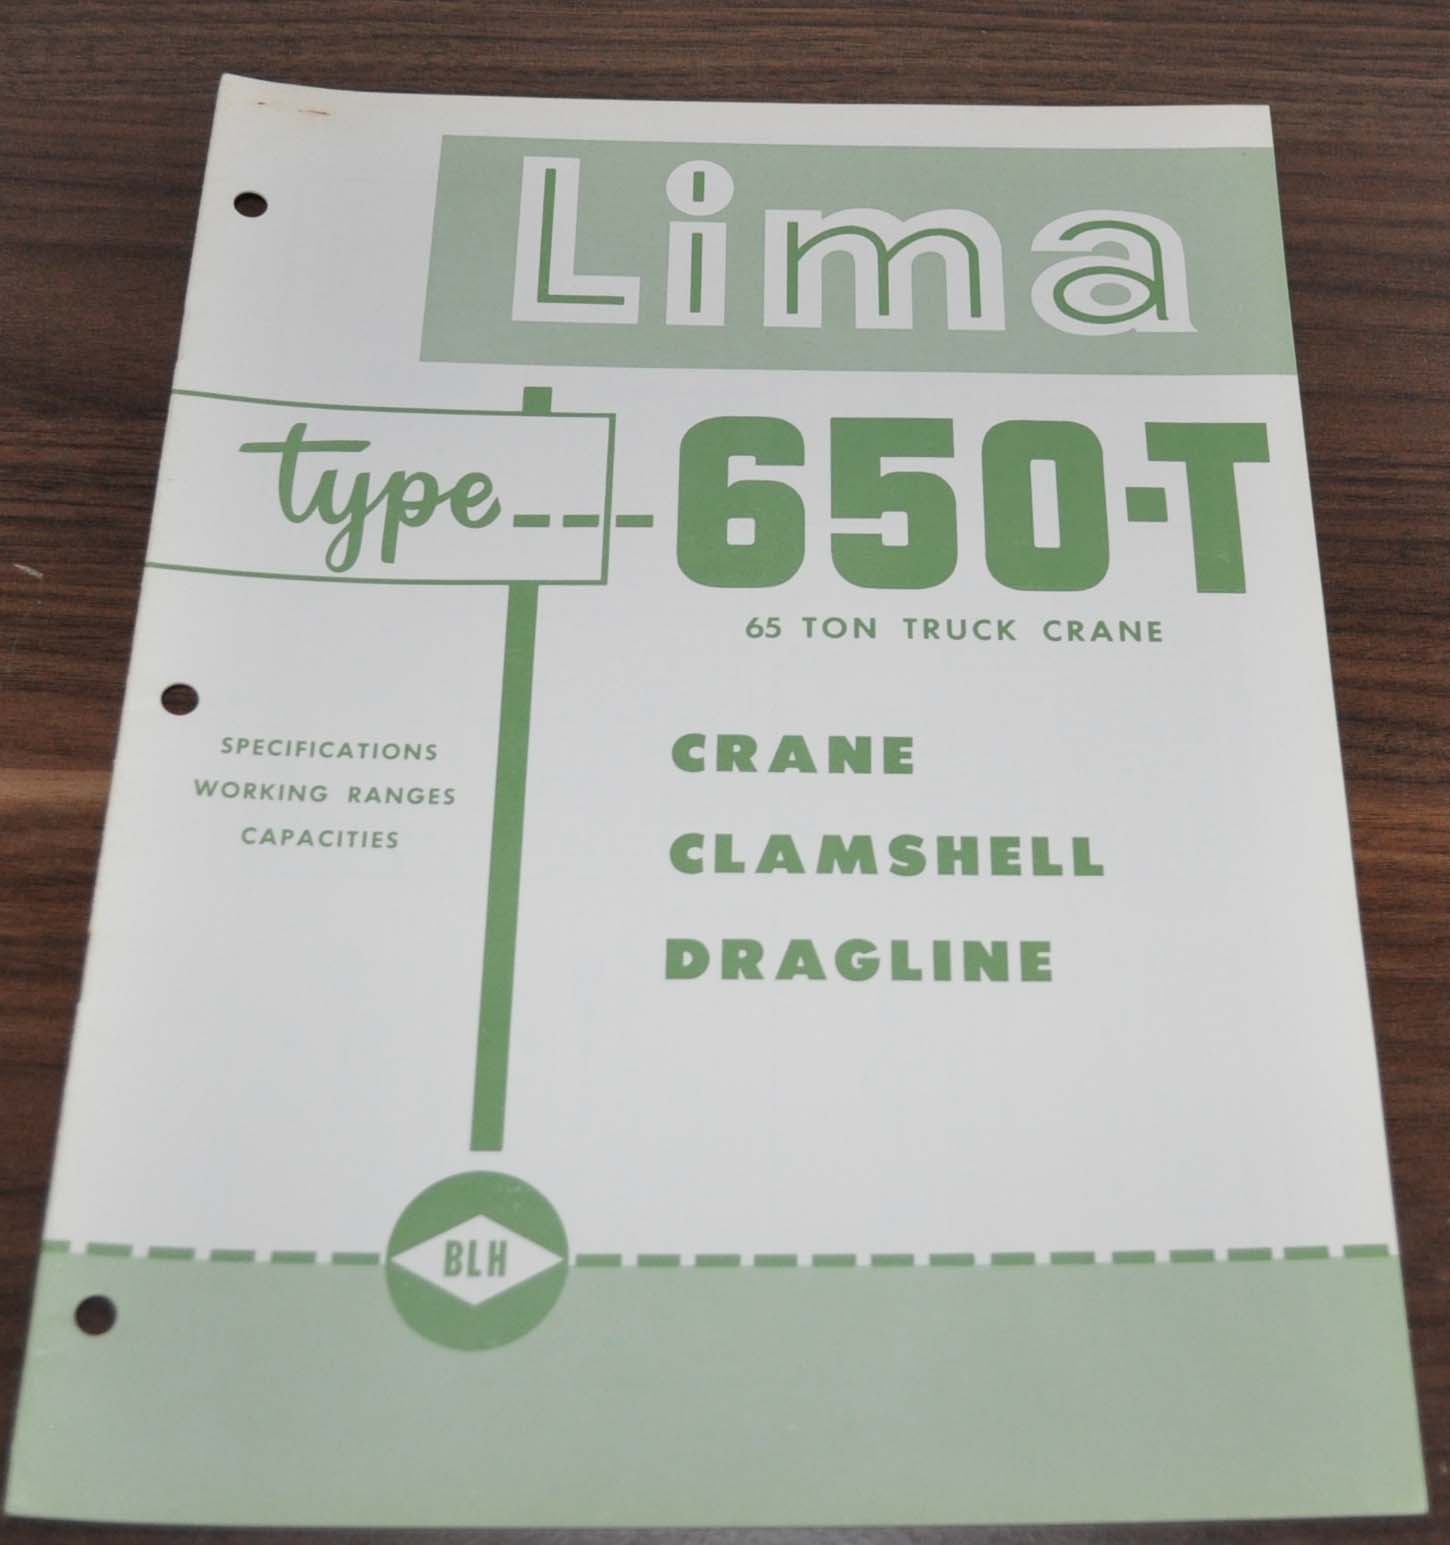 Lima
type---650-T
65 TON TRUCK CRANE
SPECIFICATIONS
WORKING RANGES
CAPACITIES
CRANE
CLAMSHELL
DRAGLINE
BLH